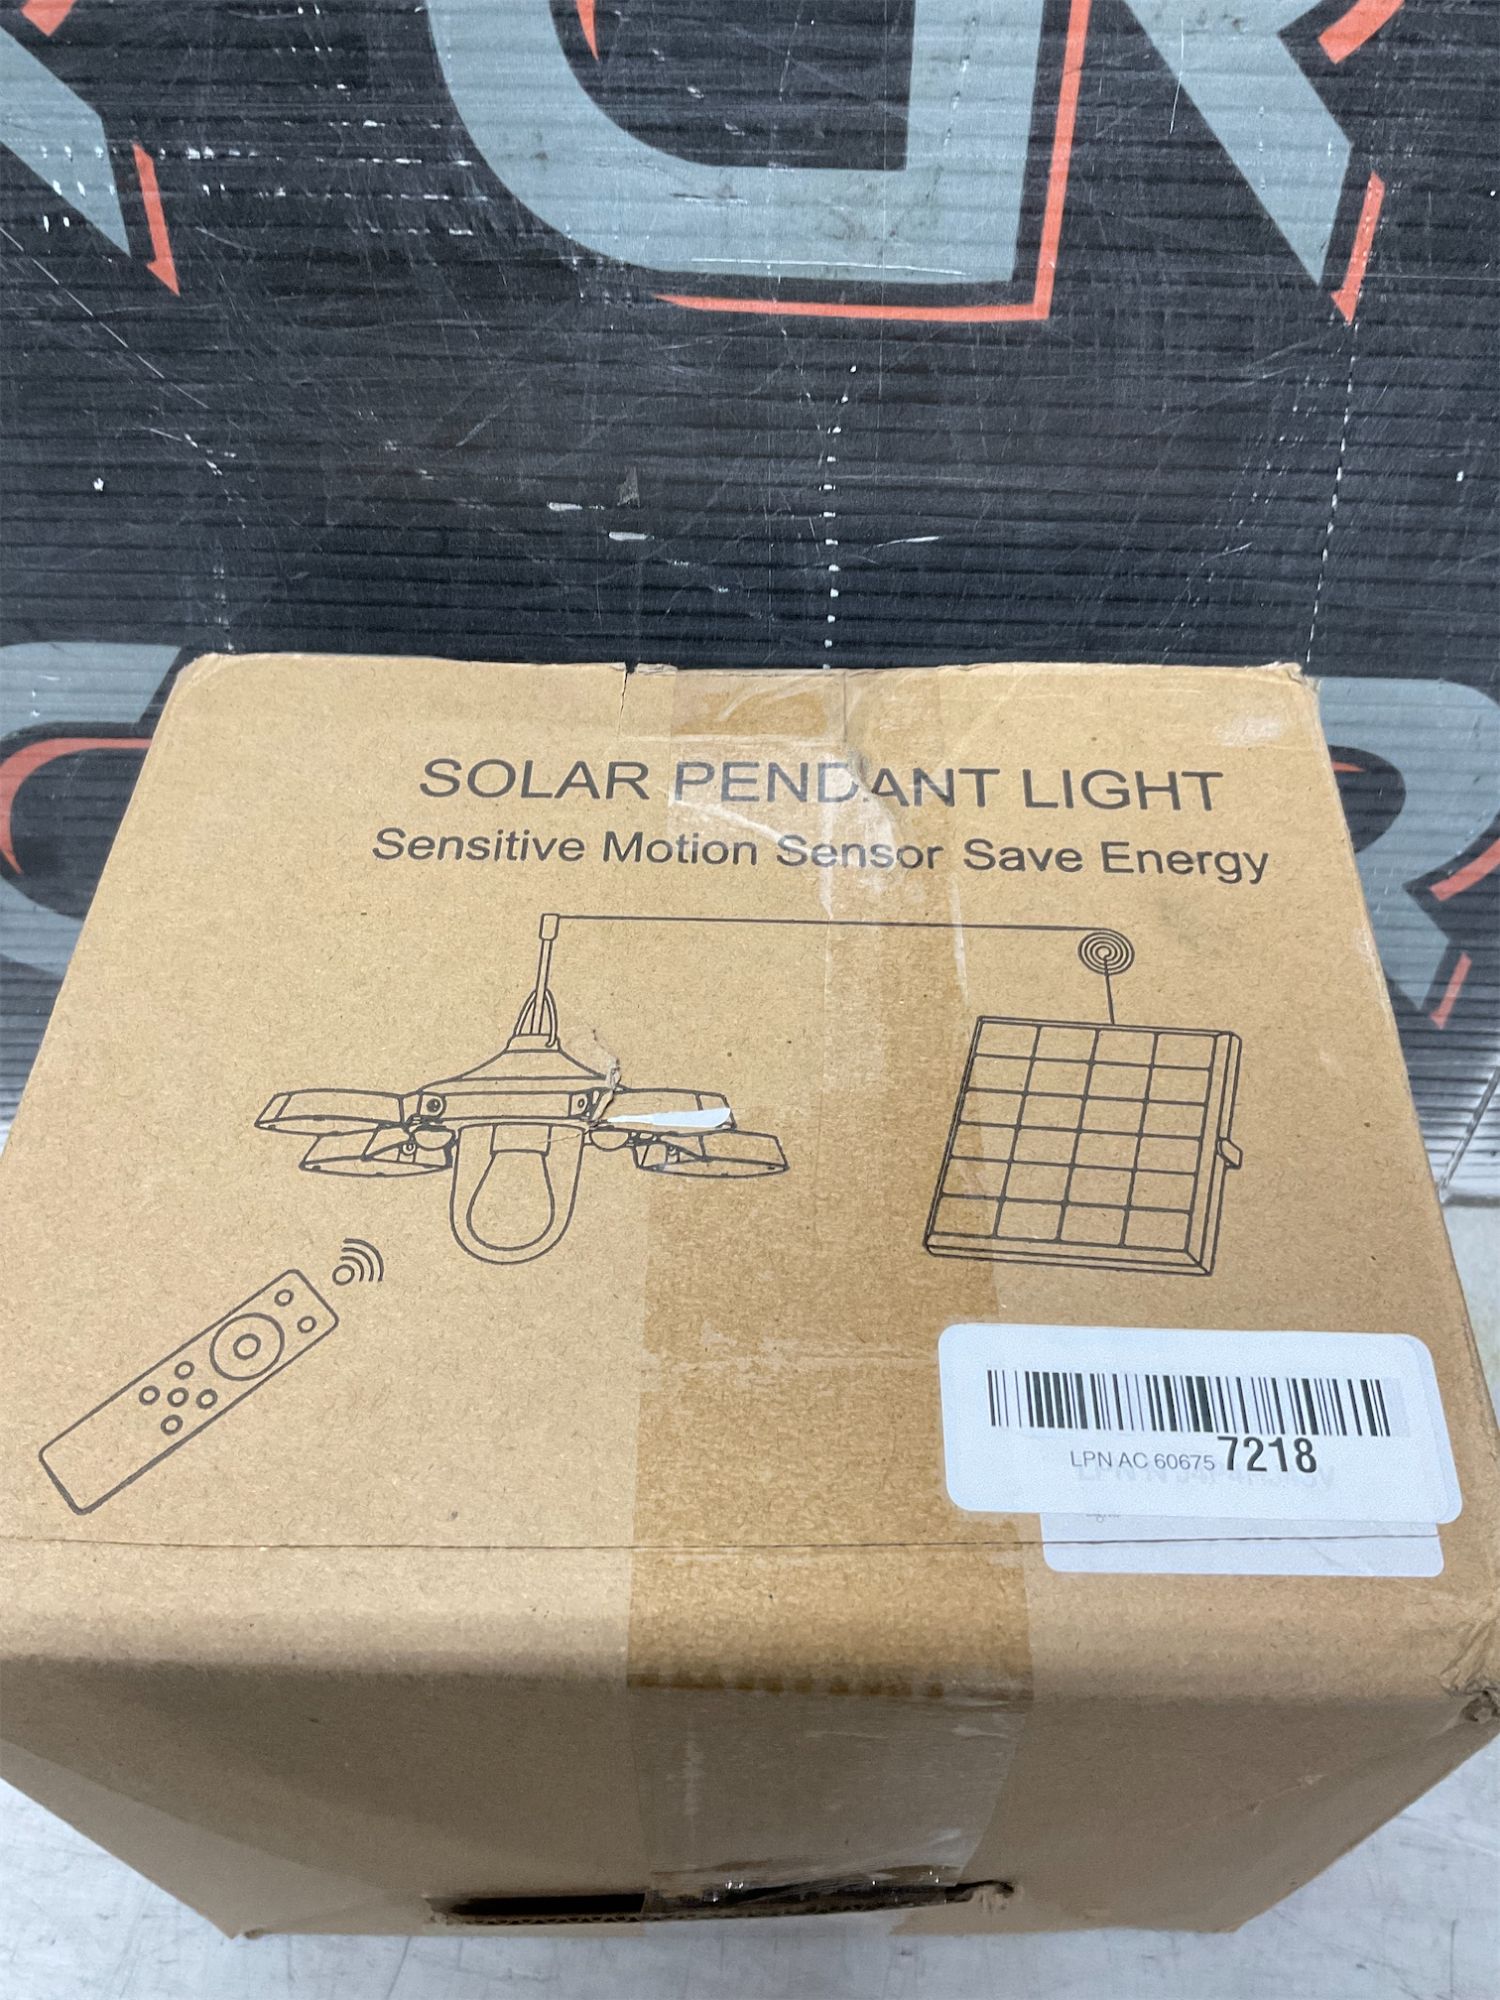 SOLAR PENDANT LIGHT
Sensitive Motion Sensor Save Energy
LPN AC 60675 7218